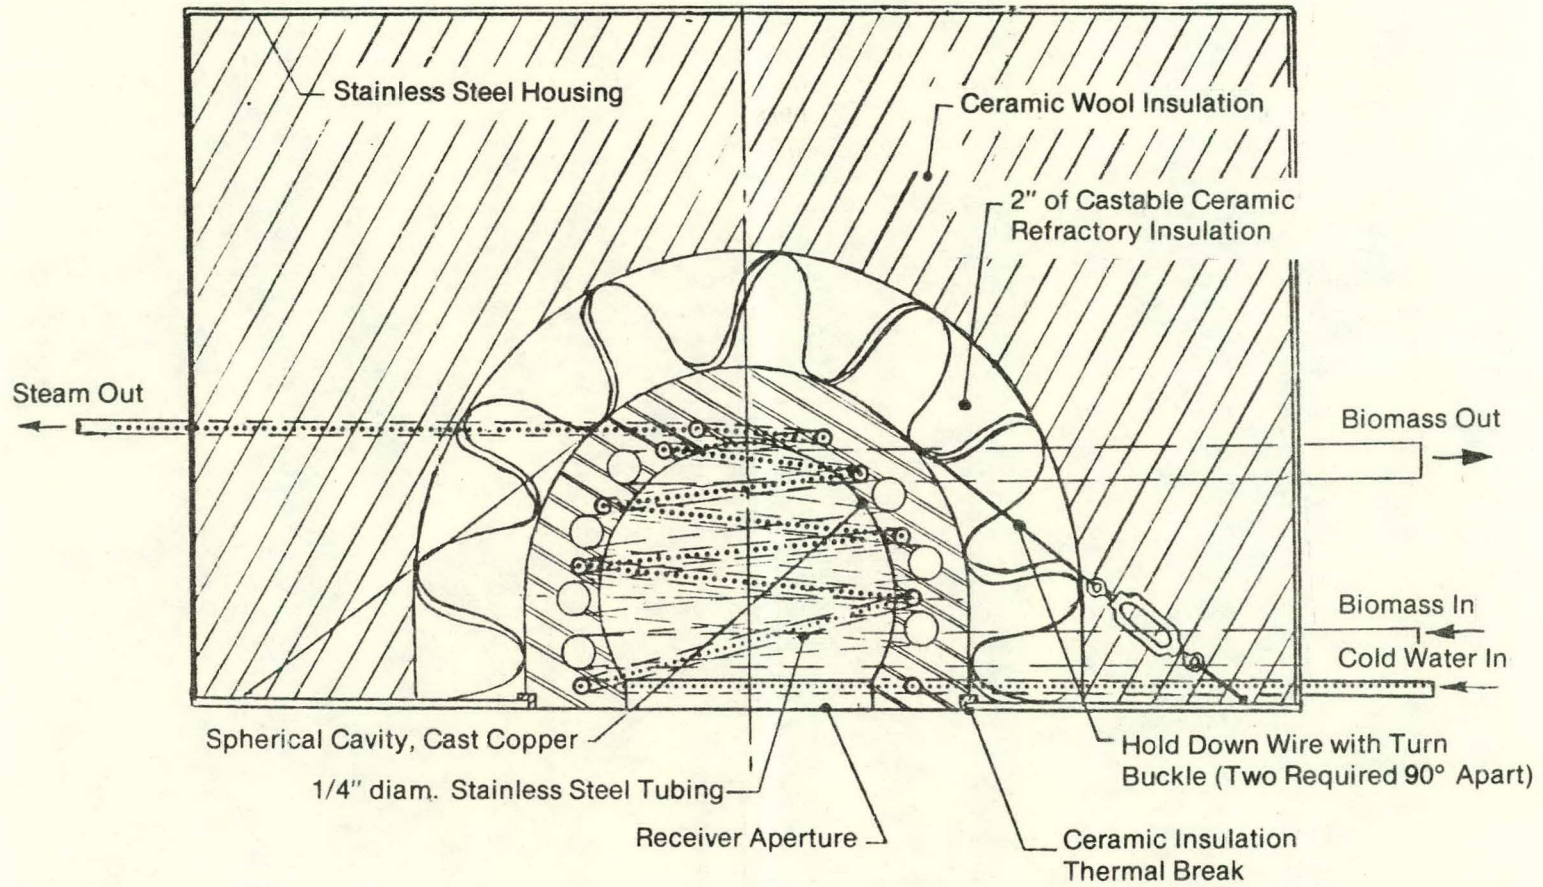 Stainless Steel Housing
Ceramic Wool Insulation
2" of Castable Ceramic
Refractory Insulation
Steam Out
Biomass Out
Biomass In
Cold Water In
Spherical Cavity, Cast Copper
Hold Down Wire with Turn
Buckle (Two Required 90° Apart)
1/4" diam. Stainless Steel Tubing
Receiver Aperture
Ceramic Insulation
Thermal Break